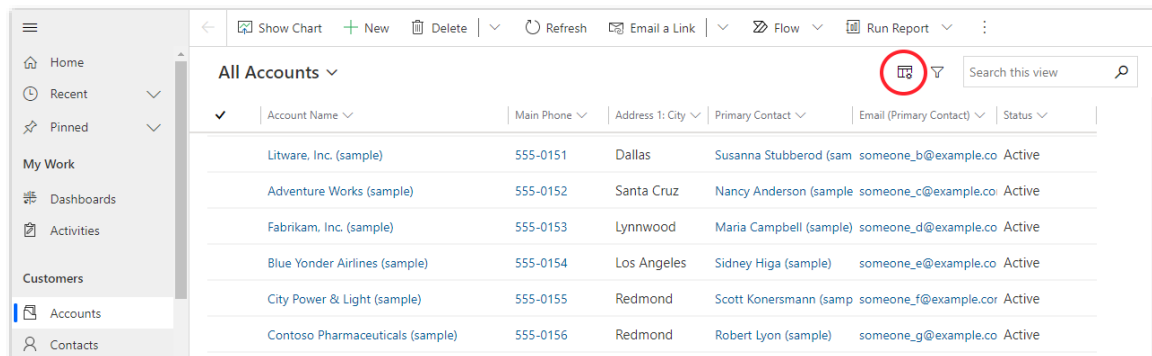 Show Chart New Delete Refresh Email a Link Flow Run Report
Home
All Accounts
Search this view
Recent
Pinned
Account Name Main Phone Address 1: City Primary Contact Email (Primary Contact) Status
My Work
Litware, Inc. (sample) 555-0151 Dallas Susanna Stubberod (sam someone_b@example.co Active
Dashboards
Adventure Works (sample) 555-0152 Santa Cruz Nancy Anderson (sample someone_c@example.co Active
Activities
Fabrikam, Inc. (sample) 555-0153 Lynnwood Maria Campbell (sample) someone_d@example.co Active
Blue Yonder Airlines (sample) 555-0154 Los Angeles Sidney Higa (sample) someone_e@example.co Active
Customers
City Power & Light (sample) 555-0155 Redmond Scott Konersmann (samp someone_f@example.cor Active
Accounts
Contoso Pharmaceuticals (sample) 555-0156 Redmond Robert Lyon (sample) someone_g@example.co Active
Contacts